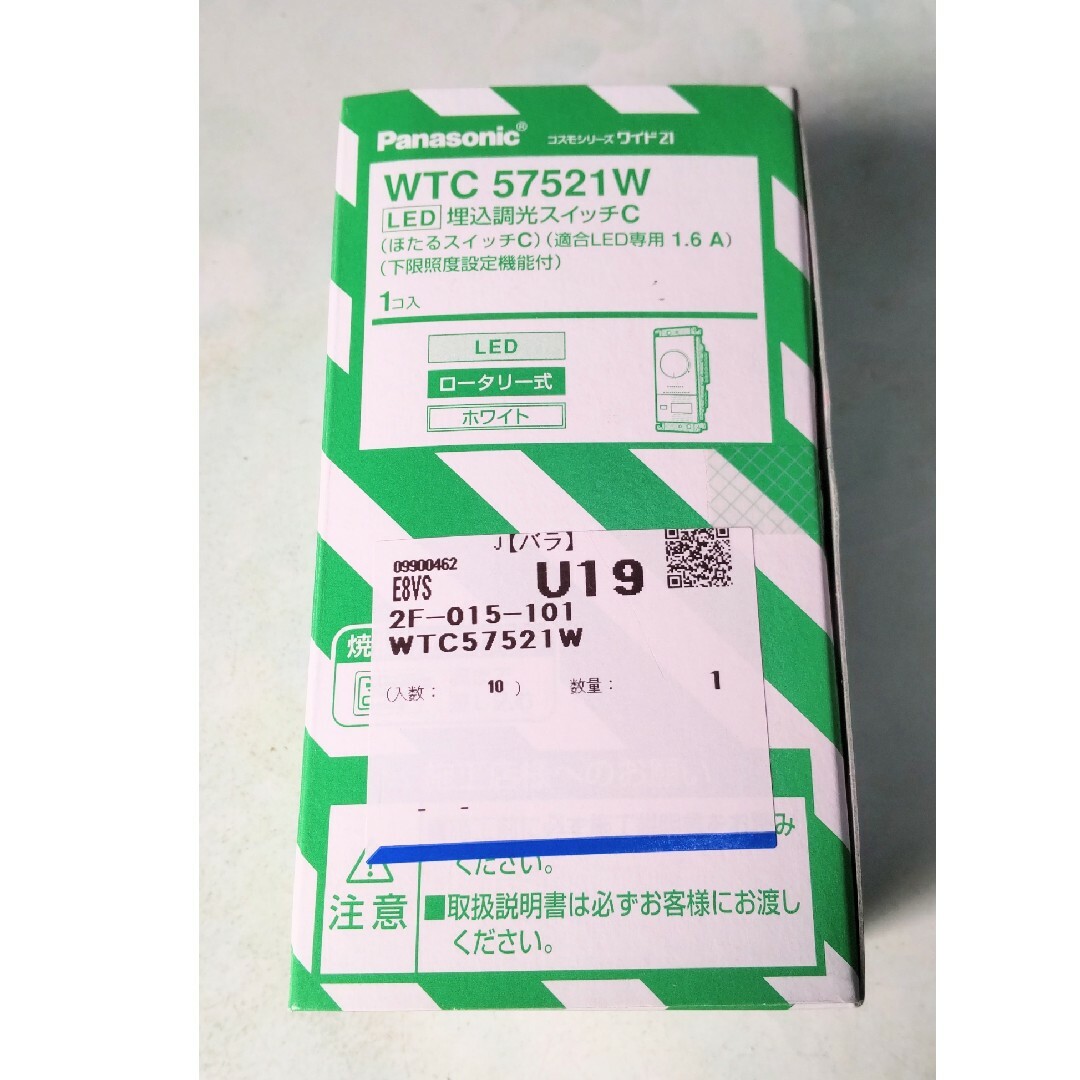 Panasonic® コスモシリーズ ワイド21
WTC 57521W
LED 埋込調光スイッチC
(ほたるスイッチC)(適合LED専用 1.6 A)
(下限照度設定機能付)
1コ入
LED
ロータリー式
ホワイト
J【バラ】
09900462
E8VS
U19
2F-015-101
WTC57521W
(入数: 10) 数量: 1
焼
み
ください。
注意
■取扱説明書は必ずお客様にお渡し
ください。